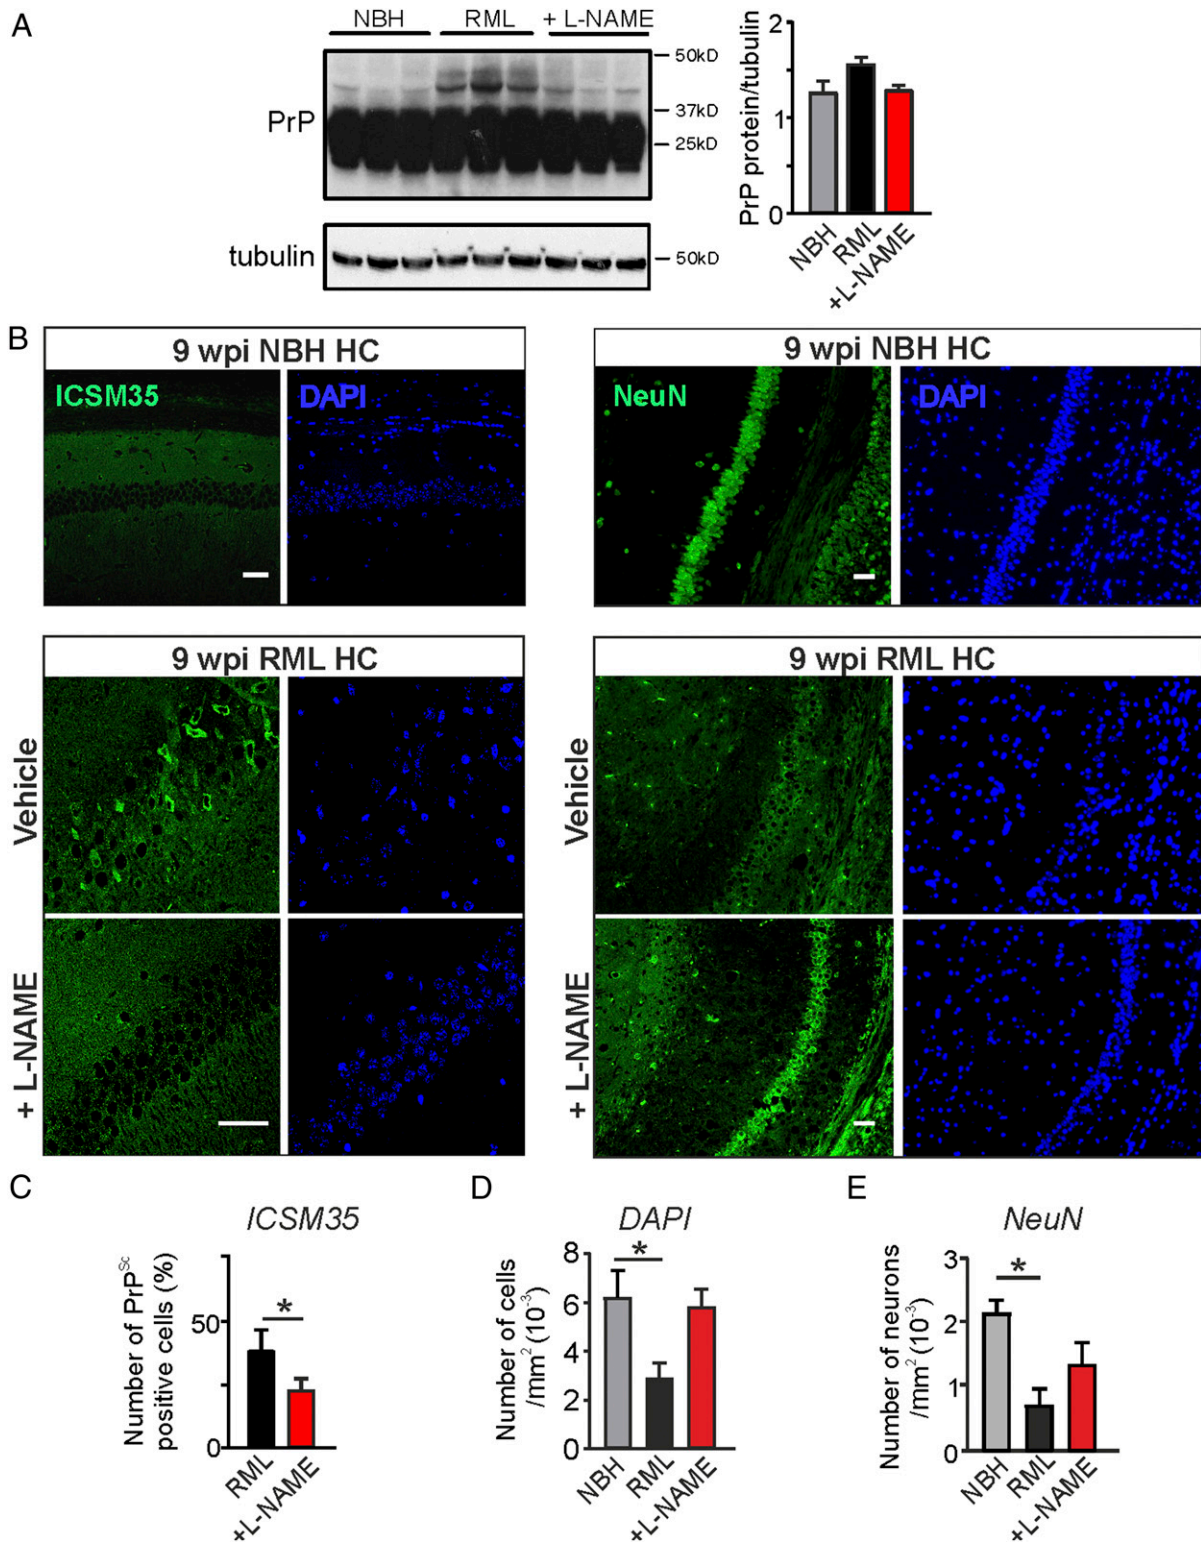 A
NBH RML + L-NAME
PrP
50kD
37kD
25kD
tubulin
50kD
PrP protein/tubulin
2
1
0
NBH
RML
+L-NAME
B
9 wpi NBH HC
ICSM35 DAPI
9 wpi NBH HC
NeuN DAPI
9 wpi RML HC
Vehicle
+ L-NAME
9 wpi RML HC
Vehicle
+ L-NAME
C
ICSM35
Number of PrP^Sc
positive cells (%)
50
0
*
RML
+L-NAME
D
DAPI
Number of cells
/mm² (10⁻³)
8
6
4
2
0
*
NBH
RML
+L-NAME
E
NeuN
Number of neurons
/mm² (10⁻³)
3
2
1
0
*
NBH
RML
+L-NAME